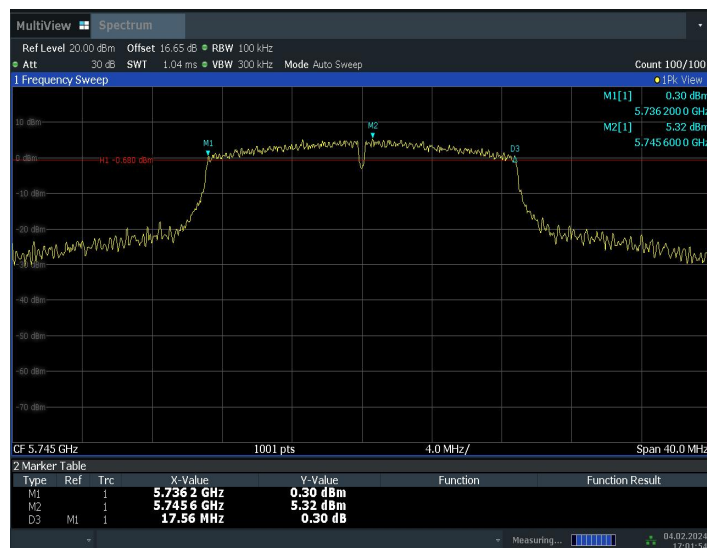 MultiView Spectrum
Ref Level 20.00 dBm Offset 16.65 dB RBW 100 kHz
Att 30 dB SWT 1.04 ms VBW 300 kHz Mode Auto Sweep Count 100/100
1 Frequency Sweep 1Pk View
M1[1] 0.30 dBm
5.736 200 0 GHz
10 dBm M2 M2[1] 5.32 dBm
M1 D3 5.745 600 0 GHz
0 dBm H1 -0.680 dBm
-10 dBm
-20 dBm
-30 dBm
-40 dBm
-50 dBm
-60 dBm
-70 dBm
CF 5.745 GHz 1001 pts 4.0 MHz/ Span 40.0 MHz
2 Marker Table
Type Ref Trc X-Value Y-Value Function Function Result
M1 1 5.736 2 GHz 0.30 dBm
M2 1 5.745 6 GHz 5.32 dBm
D3 M1 1 17.56 MHz 0.30 dB
Measuring... 04.02.2024
17:01:54